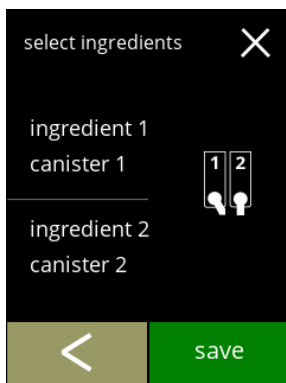 select ingredients
ingredient 1
canister 1
1 2
ingredient 2
canister 2
save